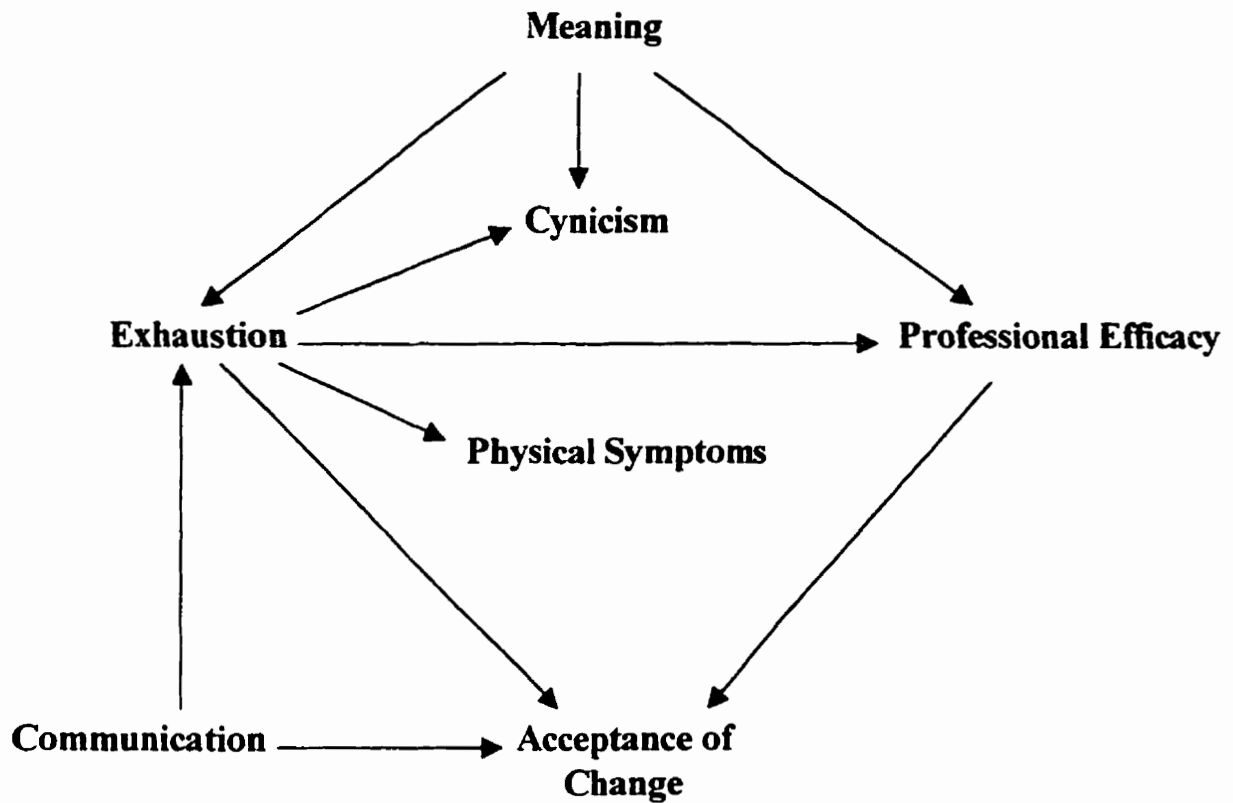 Meaning
Cynicism
Exhaustion
Professional Efficacy
Physical Symptoms
Communication
Acceptance of
Change